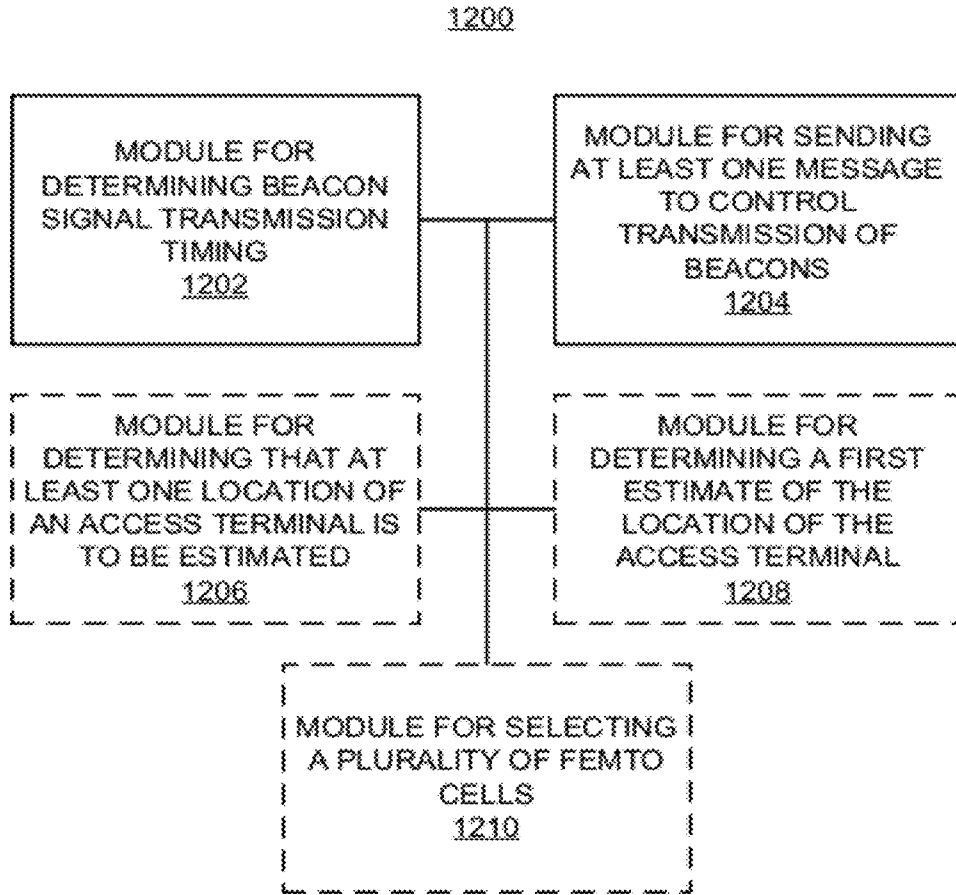 1200
MODULE FOR
DETERMINING BEACON
SIGNAL TRANSMISSION
TIMING
1202
MODULE FOR SENDING
AT LEAST ONE MESSAGE
TO CONTROL
TRANSMISSION OF
BEACONS
1204
MODULE FOR
DETERMINING THAT AT
LEAST ONE LOCATION OF
AN ACCESS TERMINAL IS
TO BE ESTIMATED
1206
MODULE FOR
DETERMINING A FIRST
ESTIMATE OF THE
LOCATION OF THE
ACCESS TERMINAL
1208
MODULE FOR SELECTING
A PLURALITY OF FEMTO
CELLS
1210